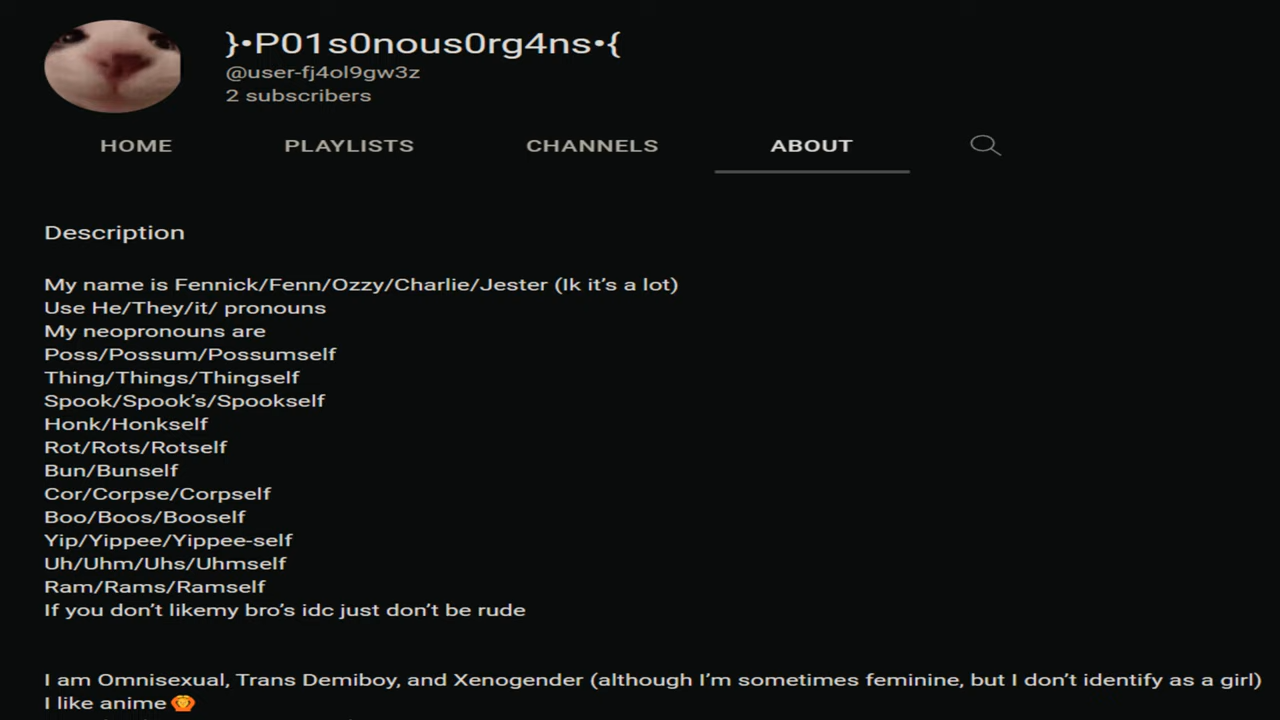 }•P01s0nous0rg4ns•{
@user-fj4ol9gw3z
2 subscribers
HOME PLAYLISTS CHANNELS ABOUT
Description
My name is Fennick/Fenn/Ozzy/Charlie/Jester (Ik it's a lot)
Use He/They/it/ pronouns
My neopronouns are
Poss/Possum/Possumself
Thing/Things/Thingself
Spook/Spook's/Spookself
Honk/Honkself
Rot/Rots/Rotself
Bun/Bunself
Cor/Corpse/Corpself
Boo/Boos/Booself
Yip/Yippee/Yippee-self
Uh/Uhm/Uhs/Uhmself
Ram/Rams/Ramself
If you don't likemy bro's idc just don't be rude
I am Omnisexual, Trans Demiboy, and Xenogender (although I'm sometimes feminine, but I don't identify as a girl)
I like anime